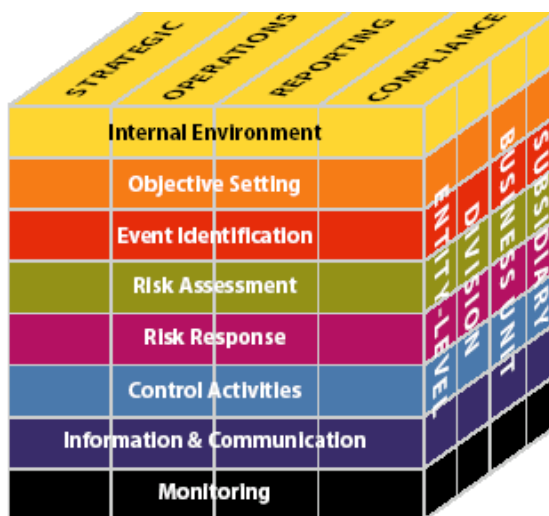 STRATEGIC
OPERATIONS
REPORTING
COMPLIANCE
Internal Environment
Objective Setting
Event Identification
Risk Assessment
Risk Response
Control Activities
Information & Communication
Monitoring
ENTITY-LEVEL
DIVISION
BUSINESS UNIT
SUBSIDIARY